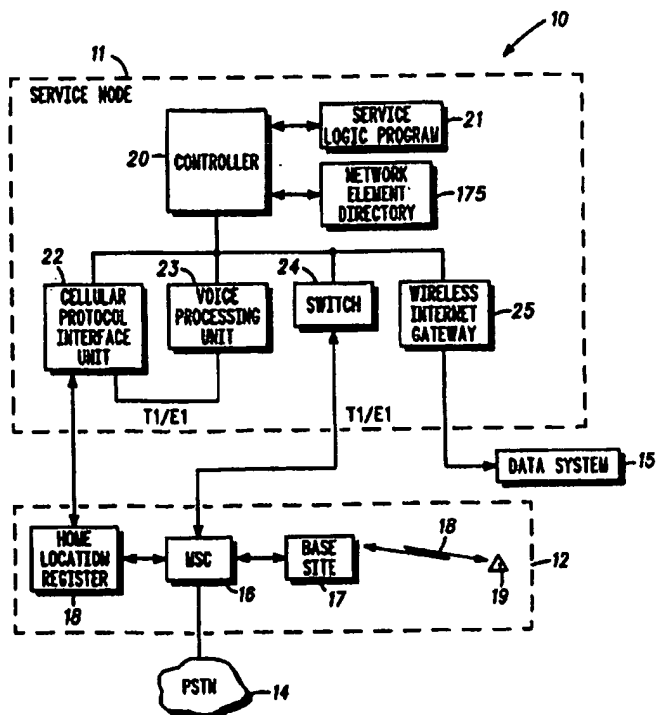 10
11
SERVICE NODE
20
CONTROLLER
SERVICE
LOGIC PROGRAM
21
NETWORK
ELEMENT
DIRECTORY
175
22
CELLULAR
PROTOCOL
INTERFACE
UNIT
23
VOICE
PROCESSING
UNIT
24
SWITCH
WIRELESS
INTERNET
GATEWAY
25
T1/E1
T1/E1
DATA SYSTEM
15
HOME
LOCATION
REGISTER
18
MSC
16
BASE
SITE
17
18
19
12
PSTN
14